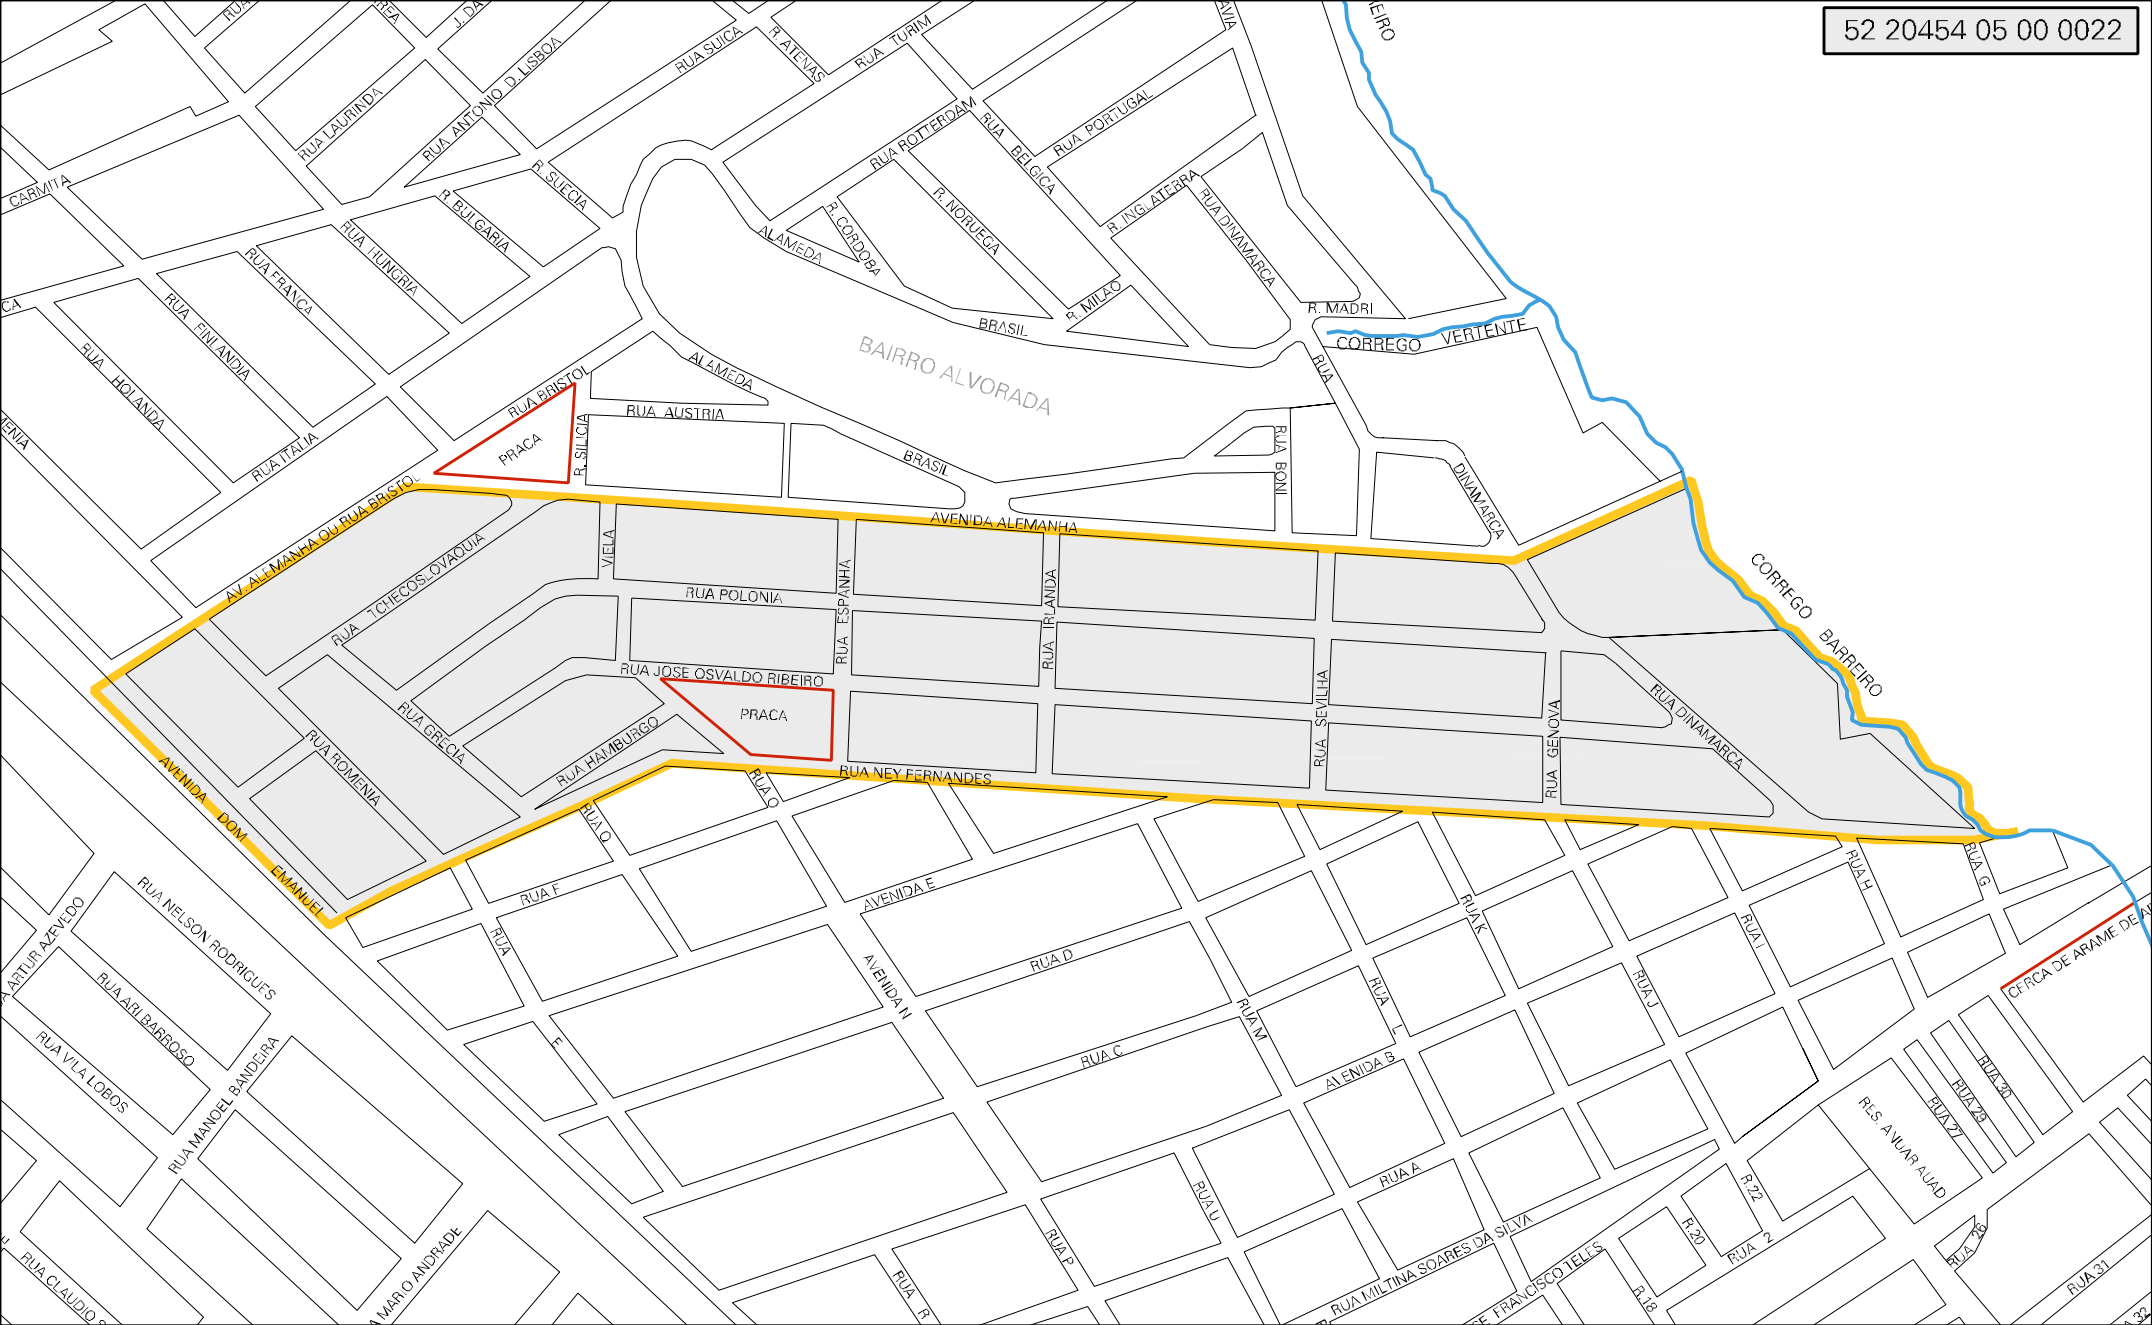 52 20454 05 00 0022
J. DA
RUA SUICA
R. ATENAS
RUA TURIM
EIRO
RUA LAURINDA
RUA ANTONIO D. LISBOA
RUA ROTTERDAM
RUA BELGICA
RUA PORTUGAL
CARMITA
R. SUECIA
R. BULGARIA
RUA HUNGRIA
RUA FRANCA
RUA FINLANDIA
RUA HOLANDA
R. CORDOBA
R. NORUEGA
R. INGLATERRA
RUA DINAMARCA
ALAMEDA
BRASIL
R. MILAO
R. MADRI
CORREGO VERTENTE
BAIRRO ALVORADA
RUA
ALAMEDA
RUA BRISTOL
RUA AUSTRIA
R. SILICIA
PRACA
RUA ITALIA
BRASIL
RUA BONI
DINAMARCA
AVENIDA ALEMANHA
AV. ALEMANHA OU RUA BRISTOL
RUA TCHECOSLOVAQUIA
VIELA
RUA POLONIA
RUA ESPANHA
RUA IRLANDA
CORREGO BARREIRO
RUA JOSE OSVALDO RIBEIRO
PRACA
RUA GRECIA
RUA ROMENIA
RUA HAMBURGO
RUA SEVILHA
RUA GENOVA
RUA DINAMARCA
AVENIDA DOM EMANUEL
RUA NEY FERNANDES
RUA O
RUA Q
RUA F
AVENIDA E
RUA H
RUA G
RUA K
RUA I
RUA J
RUA NELSON RODRIGUES
A ARTUR AZEVEDO
RUA ARI BARROSO
RUA VILA LOBOS
RUA MANOEL BANDEIRA
RUA E
AVENIDA N
RUA D
RUA M
RUA L
RUA C
AVENIDA B
RUA A
CERCA DE ARAME DE
RUA 30
RUA 29
RUA 27
RES. ANUAR AUAD
RUA U
RUA P
RUA R
RUA MILTINA SOARES DA SILVA
FRANCISCO TELES
R.22
R.20
R.18
RUA 2
RUA 26
RUA 31
A MARIO ANDRADE
RUA CLAUDIO